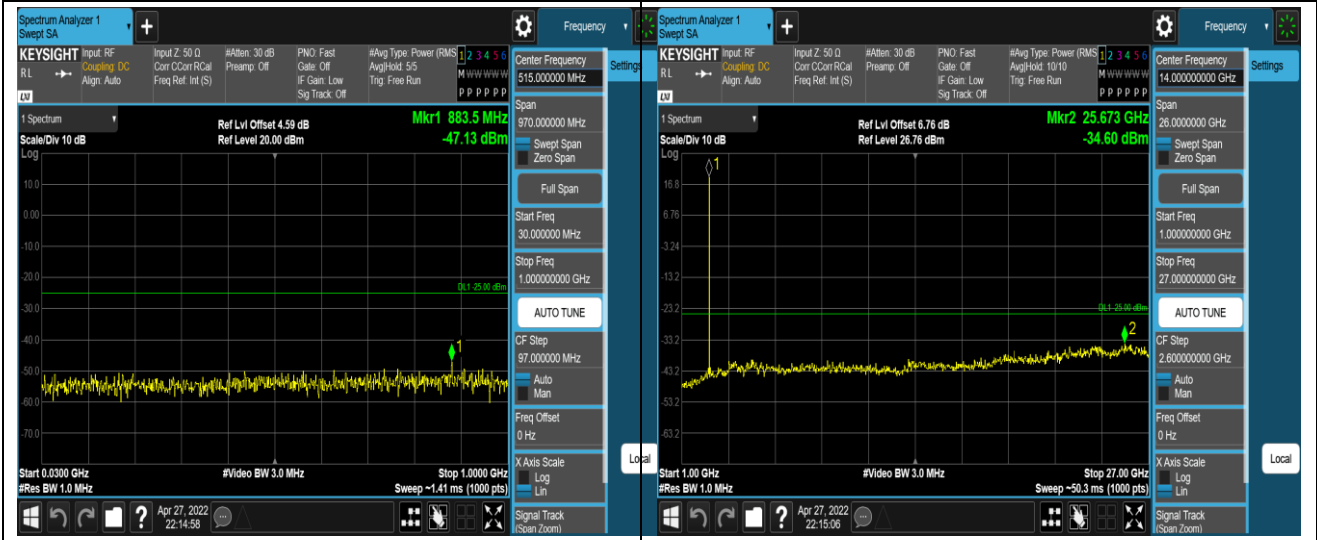 Spectrum Analyzer 1
Swept SA
+
Frequency
KEYSIGHT
RL
LXI
Input: RF
Coupling: DC
Align: Auto
Input Z: 50 Ω
Corr CCorr RCal
Freq Ref: Int (S)
#Atten: 30 dB
Preamp: Off
PNO: Fast
Gate: Off
IF Gain: Low
Sig Track: Off
#Avg Type: Power (RMS
Avg|Hold: 5/5
Trig: Free Run
1 2 3 4 5 6
M W W W W W
P P P P P P
Center Frequency
515.000000 MHz
Settings
Span
970.000000 MHz
Swept Span
Zero Span
Full Span
Start Freq
30.000000 MHz
Stop Freq
1.000000000 GHz
AUTO TUNE
CF Step
97.000000 MHz
Auto
Man
Freq Offset
0 Hz
X Axis Scale
Log
Lin
Signal Track
(Span Zoom)
Local
1 Spectrum
Scale/Div 10 dB
Log
Ref Lvl Offset 4.59 dB
Ref Level 20.00 dBm
Mkr1 883.5 MHz
-47.13 dBm
10.0
0.00
-10.0
-20.0
DL1 -25.00 dBm
-30.0
-40.0
1
-50.0
-60.0
-70.0
Start 0.0300 GHz
#Res BW 1.0 MHz
#Video BW 3.0 MHz
Stop 1.0000 GHz
Sweep ~1.41 ms (1000 pts)
?
Apr 27, 2022
22:14:58
Spectrum Analyzer 1
Swept SA
+
Frequency
KEYSIGHT
RL
LXI
Input: RF
Coupling: DC
Align: Auto
Input Z: 50 Ω
Corr CCorr RCal
Freq Ref: Int (S)
#Atten: 30 dB
Preamp: Off
PNO: Fast
Gate: Off
IF Gain: Low
Sig Track: Off
#Avg Type: Power (RMS
Avg|Hold: 10/10
Trig: Free Run
1 2 3 4 5 6
M W W W W W
P P P P P P
Center Frequency
14.000000000 GHz
Settings
Span
26.0000000 GHz
Swept Span
Zero Span
Full Span
Start Freq
1.000000000 GHz
Stop Freq
27.000000000 GHz
AUTO TUNE
CF Step
2.600000000 GHz
Auto
Man
Freq Offset
0 Hz
X Axis Scale
Log
Lin
Signal Track
(Span Zoom)
Local
1 Spectrum
Scale/Div 10 dB
Log
Ref Lvl Offset 6.76 dB
Ref Level 26.76 dBm
Mkr2 25.673 GHz
-34.60 dBm
1
16.8
6.76
-3.24
-13.2
-23.2
DL1 -25.00 dBm
-33.2
2
-43.2
-53.2
-63.2
Start 1.00 GHz
#Res BW 1.0 MHz
#Video BW 3.0 MHz
Stop 27.00 GHz
Sweep ~50.3 ms (1000 pts)
?
Apr 27, 2022
22:15:06